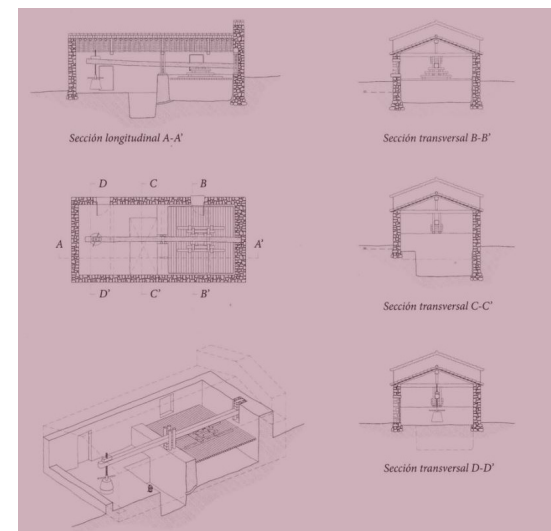 Sección longitudinal A-A'
Sección transversal B-B'
D C B
A A'
D' C' B'
Sección transversal C-C'
Sección transversal D-D'